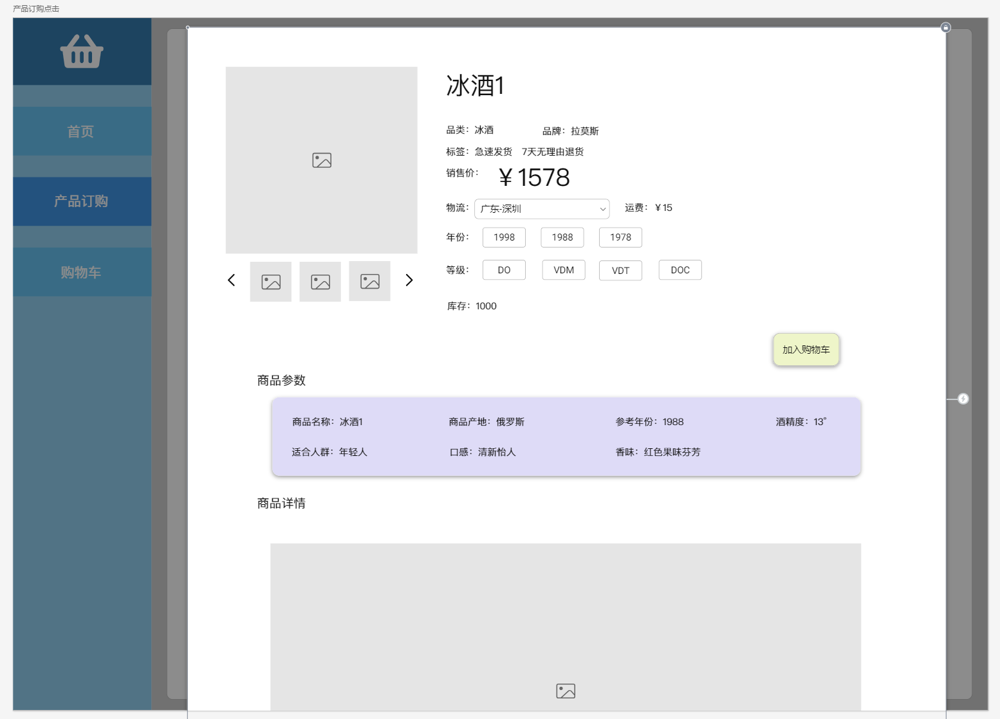 产品订购点击
首页
产品订购
购物车
冰酒1
品类：冰酒 品牌：拉莫斯
标签：急速发货 7天无理由退货
销售价： ￥1578
物流： 广东-深圳 运费：￥15
年份： 1998 1988 1978
等级： DO VDM VDT DOC
库存：1000
加入购物车
商品参数
商品名称：冰酒1 商品产地：俄罗斯 参考年份：1988 酒精度：13°
适合人群：年轻人 口感：清新怡人 香味：红色果味芬芳
商品详情